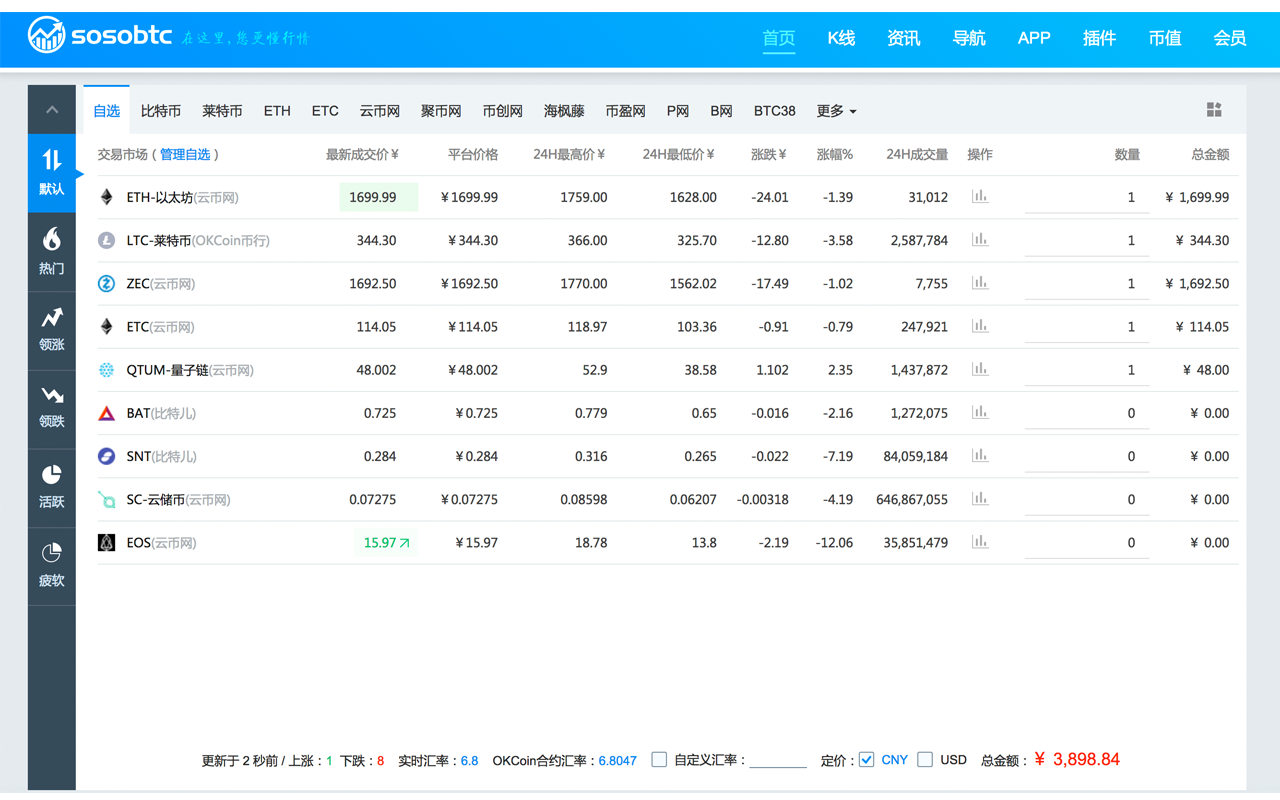 sosobtc 在这里,您更懂行情 首页 K线 资讯 导航 APP 插件 币值 会员
自选 比特币 莱特币 ETH ETC 云币网 聚币网 币创网 海枫藤 币盈网 P网 B网 BTC38 更多
默认
热门
领涨
领跌
活跃
疲软
交易市场 ( 管理自选 ) 最新成交价¥ 平台价格 24H最高价¥ 24H最低价¥ 涨跌¥ 涨幅% 24H成交量 操作 数量 总金额
ETH-以太坊(云币网) 1699.99 ¥1699.99 1759.00 1628.00 -24.01 -1.39 31,012 1 ¥ 1,699.99
LTC-莱特币(OKCoin币行) 344.30 ¥344.30 366.00 325.70 -12.80 -3.58 2,587,784 1 ¥ 344.30
ZEC(云币网) 1692.50 ¥1692.50 1770.00 1562.02 -17.49 -1.02 7,755 1 ¥ 1,692.50
ETC(云币网) 114.05 ¥114.05 118.97 103.36 -0.91 -0.79 247,921 1 ¥ 114.05
QTUM-量子链(云币网) 48.002 ¥48.002 52.9 38.58 1.102 2.35 1,437,872 1 ¥ 48.00
BAT(比特儿) 0.725 ¥0.725 0.779 0.65 -0.016 -2.16 1,272,075 0 ¥ 0.00
SNT(比特儿) 0.284 ¥0.284 0.316 0.265 -0.022 -7.19 84,059,184 0 ¥ 0.00
SC-云储币(云币网) 0.07275 ¥0.07275 0.08598 0.06207 -0.00318 -4.19 646,867,055 0 ¥ 0.00
EOS(云币网) 15.97 ¥15.97 18.78 13.8 -2.19 -12.06 35,851,479 0 ¥ 0.00
更新于 2 秒前 / 上涨：1 下跌：8 实时汇率：6.8 OKCoin合约汇率：6.8047 自定义汇率： 定价： CNY USD 总金额： ¥ 3,898.84